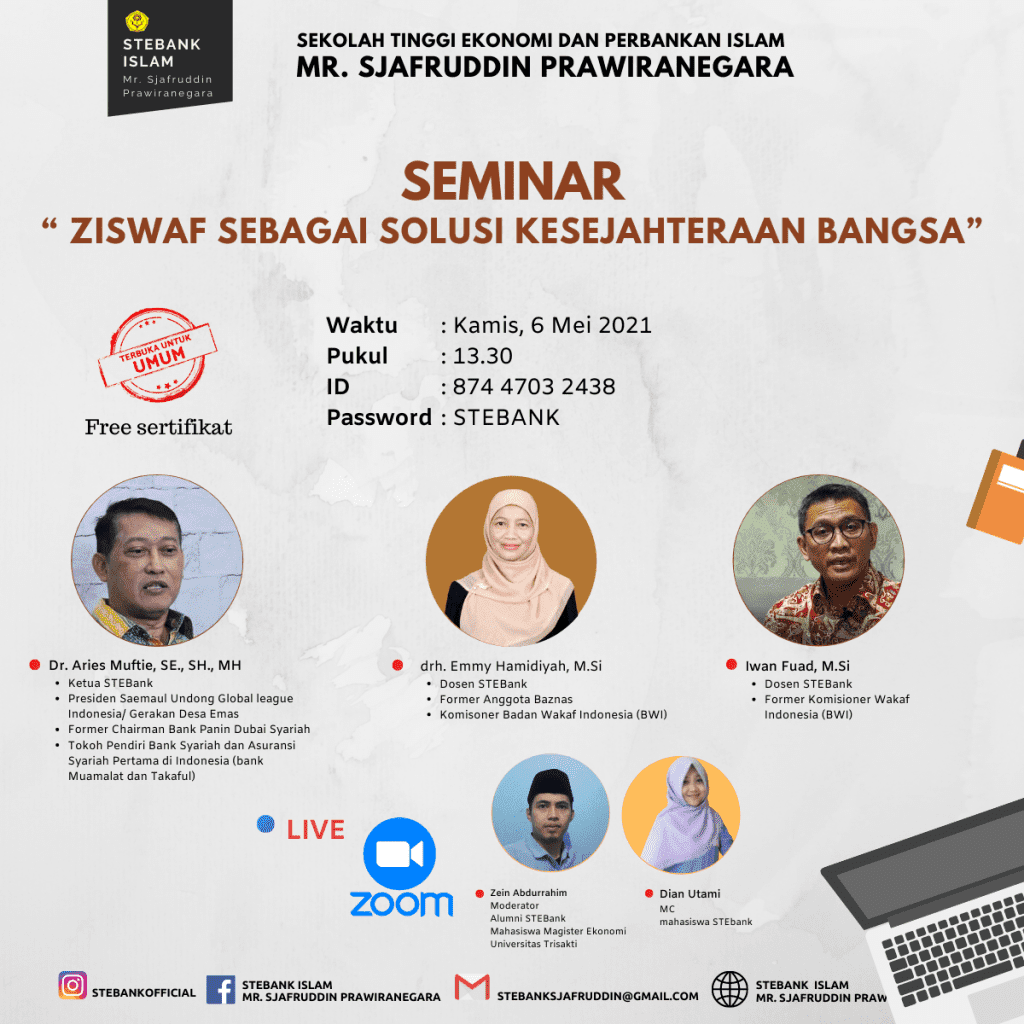 STEBANK
ISLAM
Mr. Sjafruddin
Prawiranegara
SEKOLAH TINGGI EKONOMI DAN PERBANKAN ISLAM
MR. SJAFRUDDIN PRAWIRANEGARA
SEMINAR
“ ZISWAF SEBAGAI SOLUSI KESEJAHTERAAN BANGSA”
TERBUKA UNTUK
UMUM
Free sertifikat
Waktu : Kamis, 6 Mei 2021
Pukul : 13.30
ID : 874 4703 2438
Password : STEBANK
Dr. Aries Muftie, SE., SH., MH
• Ketua STEBank
• Presiden Saemaul Undong Global league
Indonesia/ Gerakan Desa Emas
• Former Chairman Bank Panin Dubai Syariah
• Tokoh Pendiri Bank Syariah dan Asuransi
Syariah Pertama di Indonesia (bank
Muamalat dan Takaful)
drh. Emmy Hamidiyah, M.Si
• Dosen STEBank
• Former Anggota Baznas
• Komisoner Badan Wakaf Indonesia (BWI)
Iwan Fuad, M.Si
• Dosen STEBank
• Former Komisioner Wakaf
Indonesia (BWI)
LIVE
zoom
Zein Abdurrahim
Moderator
Alumni STEBank
Mahasiswa Magister Ekonomi
Universitas Trisakti
Dian Utami
MC
mahasiswa STEbank
STEBANKOFFICIAL
STEBANK ISLAM
MR. SJAFRUDDIN PRAWIRANEGARA
STEBANKSJAFRUDDIN@GMAIL.COM
STEBANK ISLAM
MR. SJAFRUDDIN PRAW